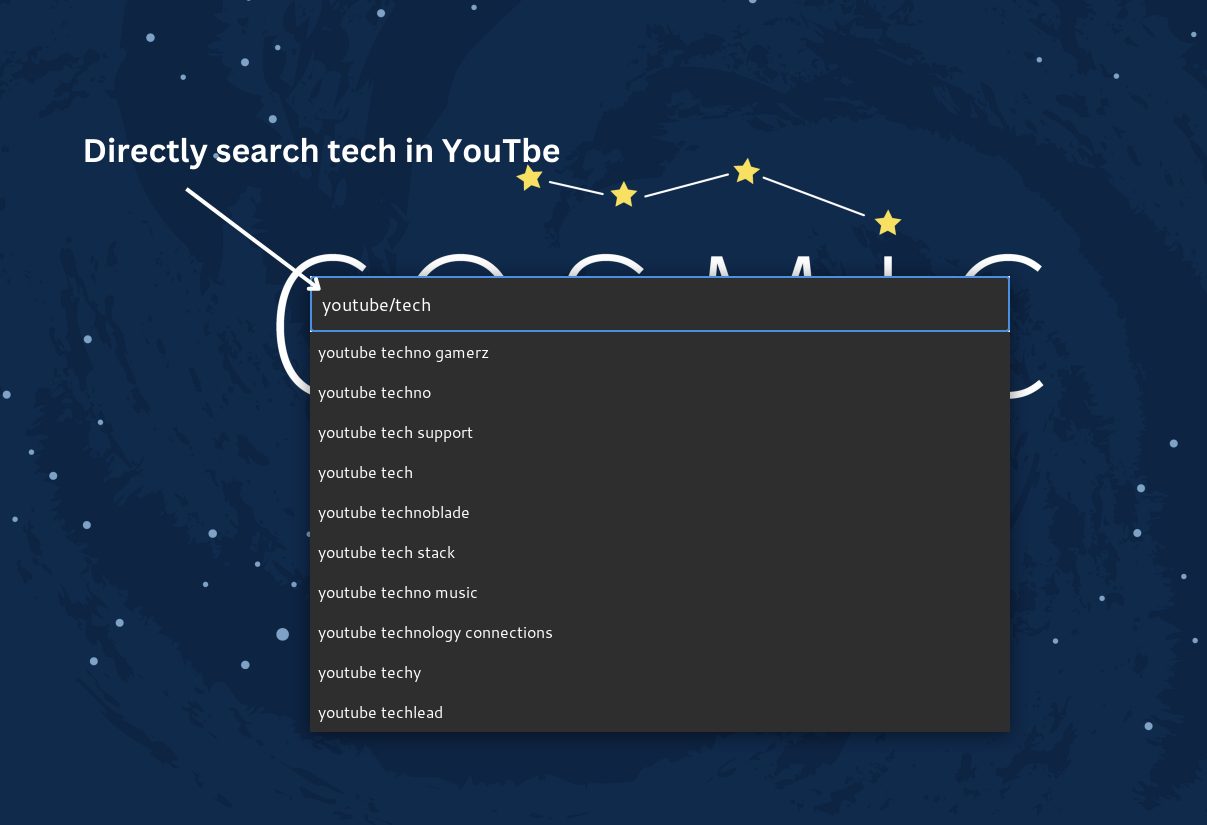 Directly search tech in YouTbe
COSMIC
youtube/tech
youtube techno gamerz
youtube techno
youtube tech support
youtube tech
youtube technoblade
youtube tech stack
youtube techno music
youtube technology connections
youtube techy
youtube techlead